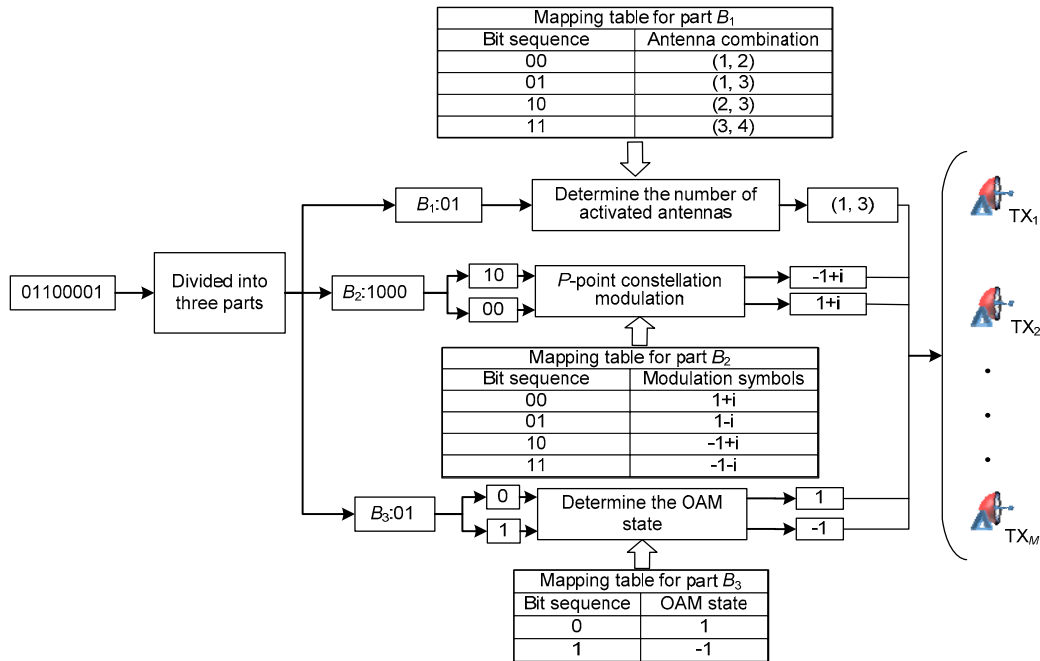 Mapping table for part B₁
Bit sequence Antenna combination
00 (1, 2)
01 (1, 3)
10 (2, 3)
11 (3, 4)
B₁:01
Determine the number of
activated antennas
(1, 3)
TX₁
01100001
Divided into
three parts
B₂:1000
10
00
P-point constellation
modulation
-1+i
1+i
TX₂
Mapping table for part B₂
Bit sequence Modulation symbols
00 1+i
01 1-i
10 -1+i
11 -1-i
B₃:01
0
1
Determine the OAM
state
1
-1
TX_M
Mapping table for part B₃
Bit sequence OAM state
0 1
1 -1